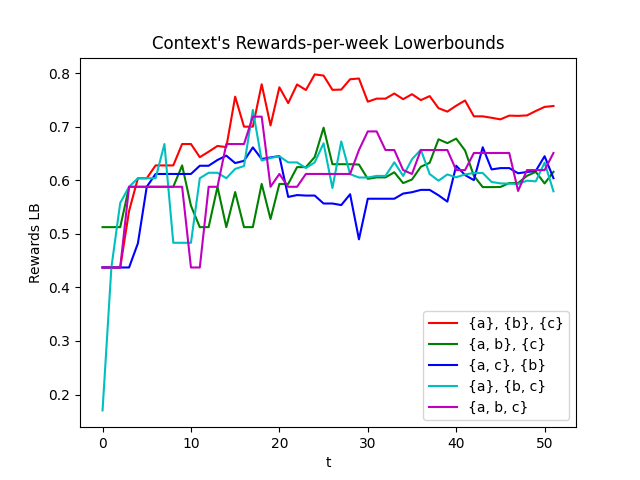 Context's Rewards-per-week Lowerbounds
Rewards LB
0.8
0.7
0.6
0.5
0.4
0.3
0.2
0
10
20
30
40
50
t
{a}, {b}, {c}
{a, b}, {c}
{a, c}, {b}
{a}, {b, c}
{a, b, c}